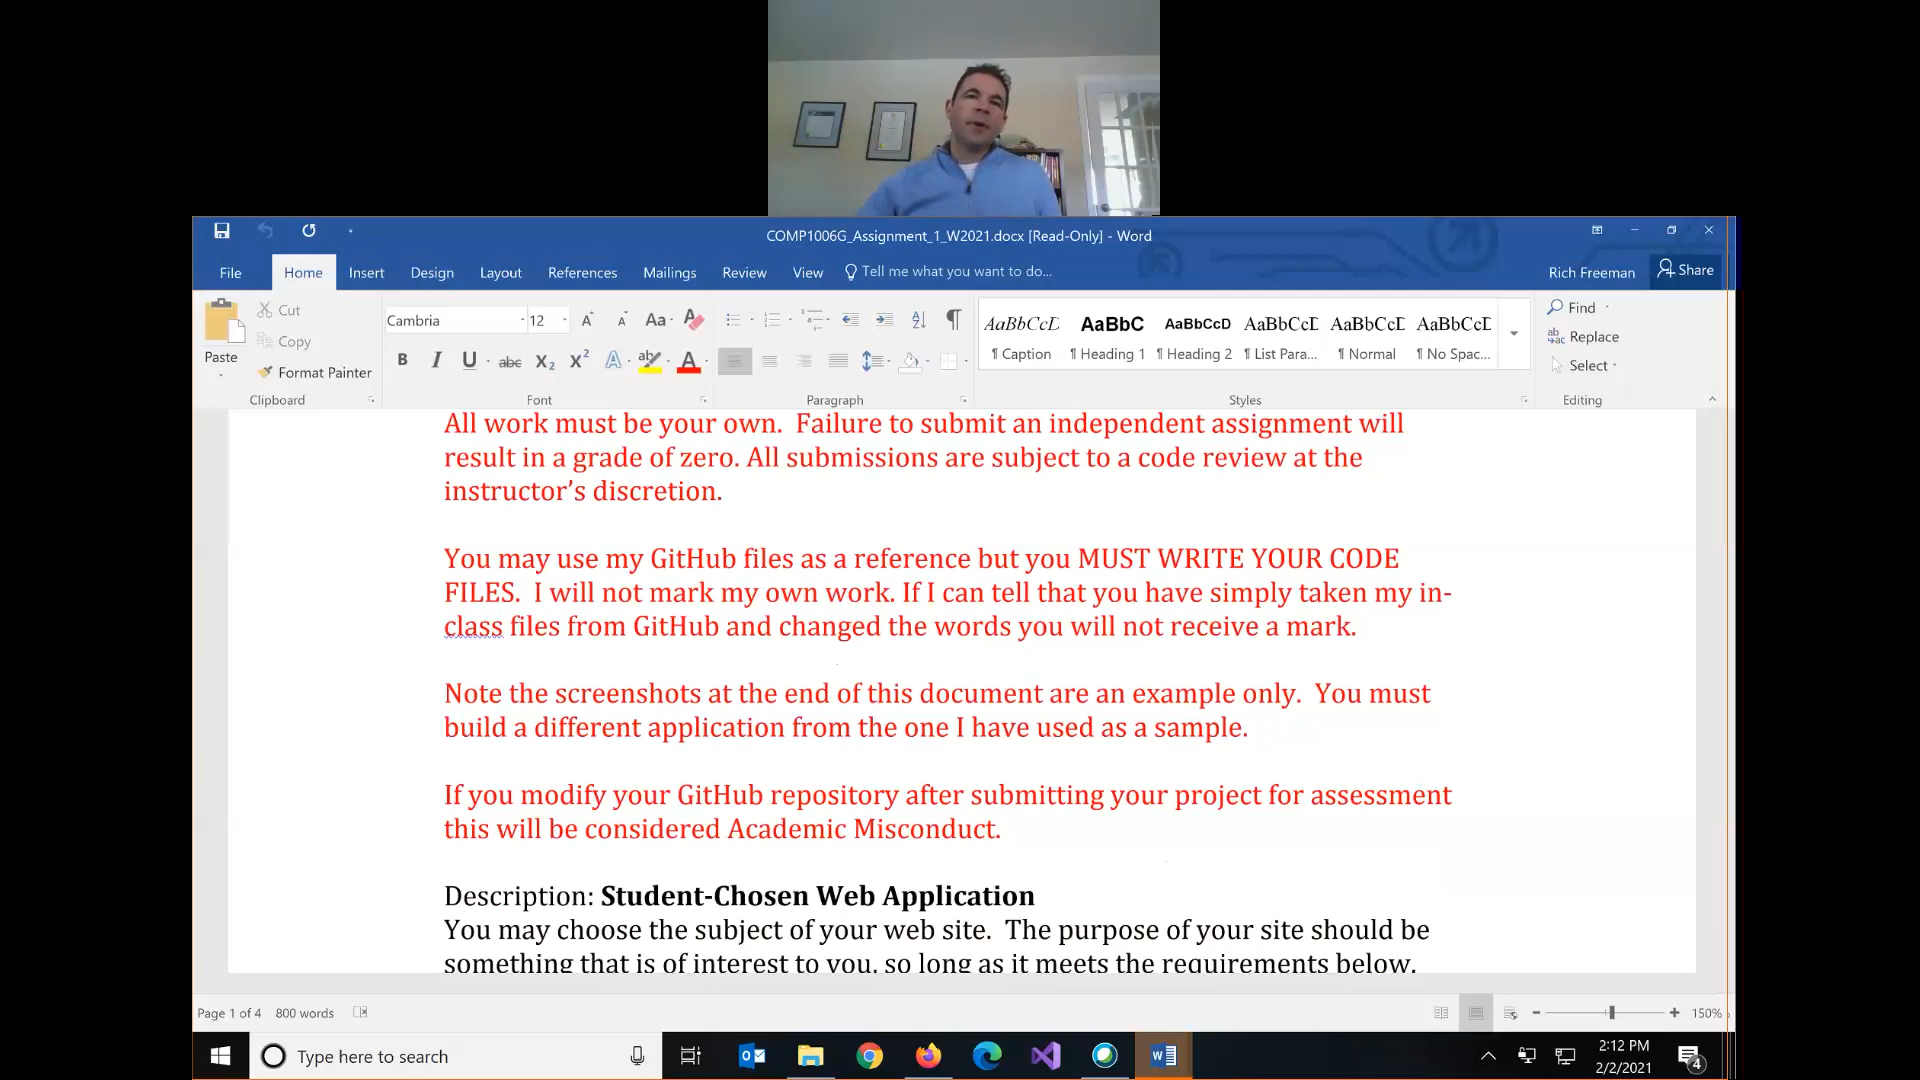 COMP1006G_Assignment_1_W2021.docx [Read-Only] - Word
File Home Insert Design Layout References Mailings Review View Tell me what you want to do... Rich Freeman Share
Paste
Cut
Copy
Format Painter
Clipboard
Cambria 12
Font
Paragraph
AaBbCcD AaBbC AaBbCcD AaBbCcD AaBbCcD AaBbCcD
¶ Caption ¶ Heading 1 ¶ Heading 2 ¶ List Para... ¶ Normal ¶ No Spac...
Styles
Find
Replace
Select
Editing
All work must be your own. Failure to submit an independent assignment will
result in a grade of zero. All submissions are subject to a code review at the
instructor’s discretion.
You may use my GitHub files as a reference but you MUST WRITE YOUR CODE
FILES. I will not mark my own work. If I can tell that you have simply taken my in-
class files from GitHub and changed the words you will not receive a mark.
Note the screenshots at the end of this document are an example only. You must
build a different application from the one I have used as a sample.
If you modify your GitHub repository after submitting your project for assessment
this will be considered Academic Misconduct.
Description: Student-Chosen Web Application
You may choose the subject of your web site. The purpose of your site should be
something that is of interest to you, so long as it meets the requirements below.
Page 1 of 4 800 words 150%
Type here to search
2:12 PM
2/2/2021
4